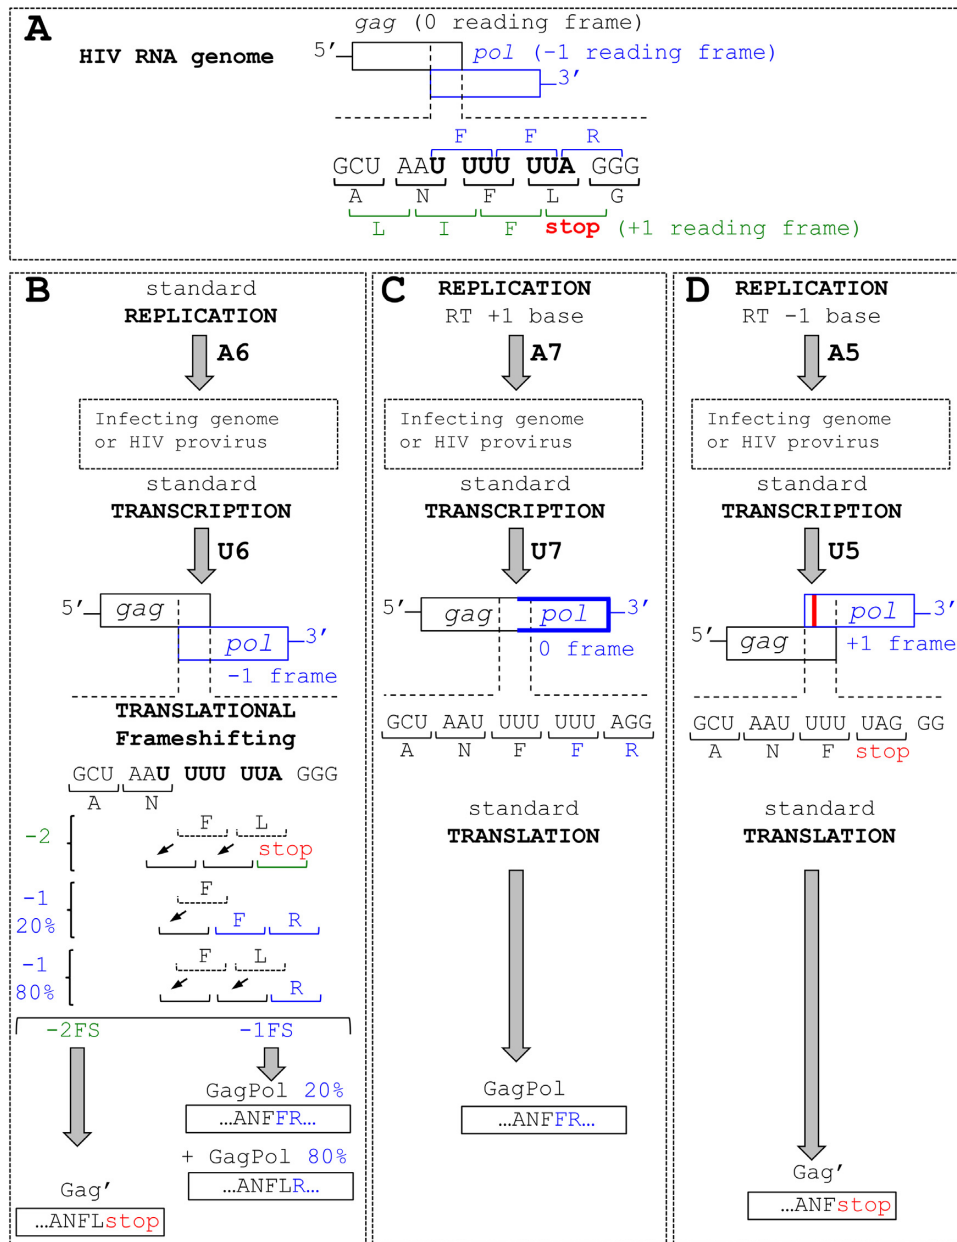 A
gag (0 reading frame)
HIV RNA genome
5' pol (-1 reading frame)
3'
F F R
GCU AAU UUU UUA GGG
A N F L G
L I F stop (+1 reading frame)
B
standard
REPLICATION
A6
Infecting genome
or HIV provirus
standard
TRANSCRIPTION
U6
5' gag
pol 3'
-1 frame
TRANSLATIONAL
Frameshifting
GCU AAU UUU UUA GGG
A N
F L
-2 stop
-1 F
20% F R
-1 F L
80% R
-2FS -1FS
GagPol 20%
…ANFFR…
+ GagPol 80%
…ANFLR…
Gag'
…ANFLstop
C
REPLICATION
RT +1 base
A7
Infecting genome
or HIV provirus
standard
TRANSCRIPTION
U7
5' gag pol 3'
0 frame
GCU AAU UUU UUU AGG
A N F F R
standard
TRANSLATION
GagPol
…ANFFR…
D
REPLICATION
RT -1 base
A5
Infecting genome
or HIV provirus
standard
TRANSCRIPTION
U5
pol 3'
5' gag +1 frame
GCU AAU UUU UAG GG
A N F stop
standard
TRANSLATION
Gag'
…ANFstop